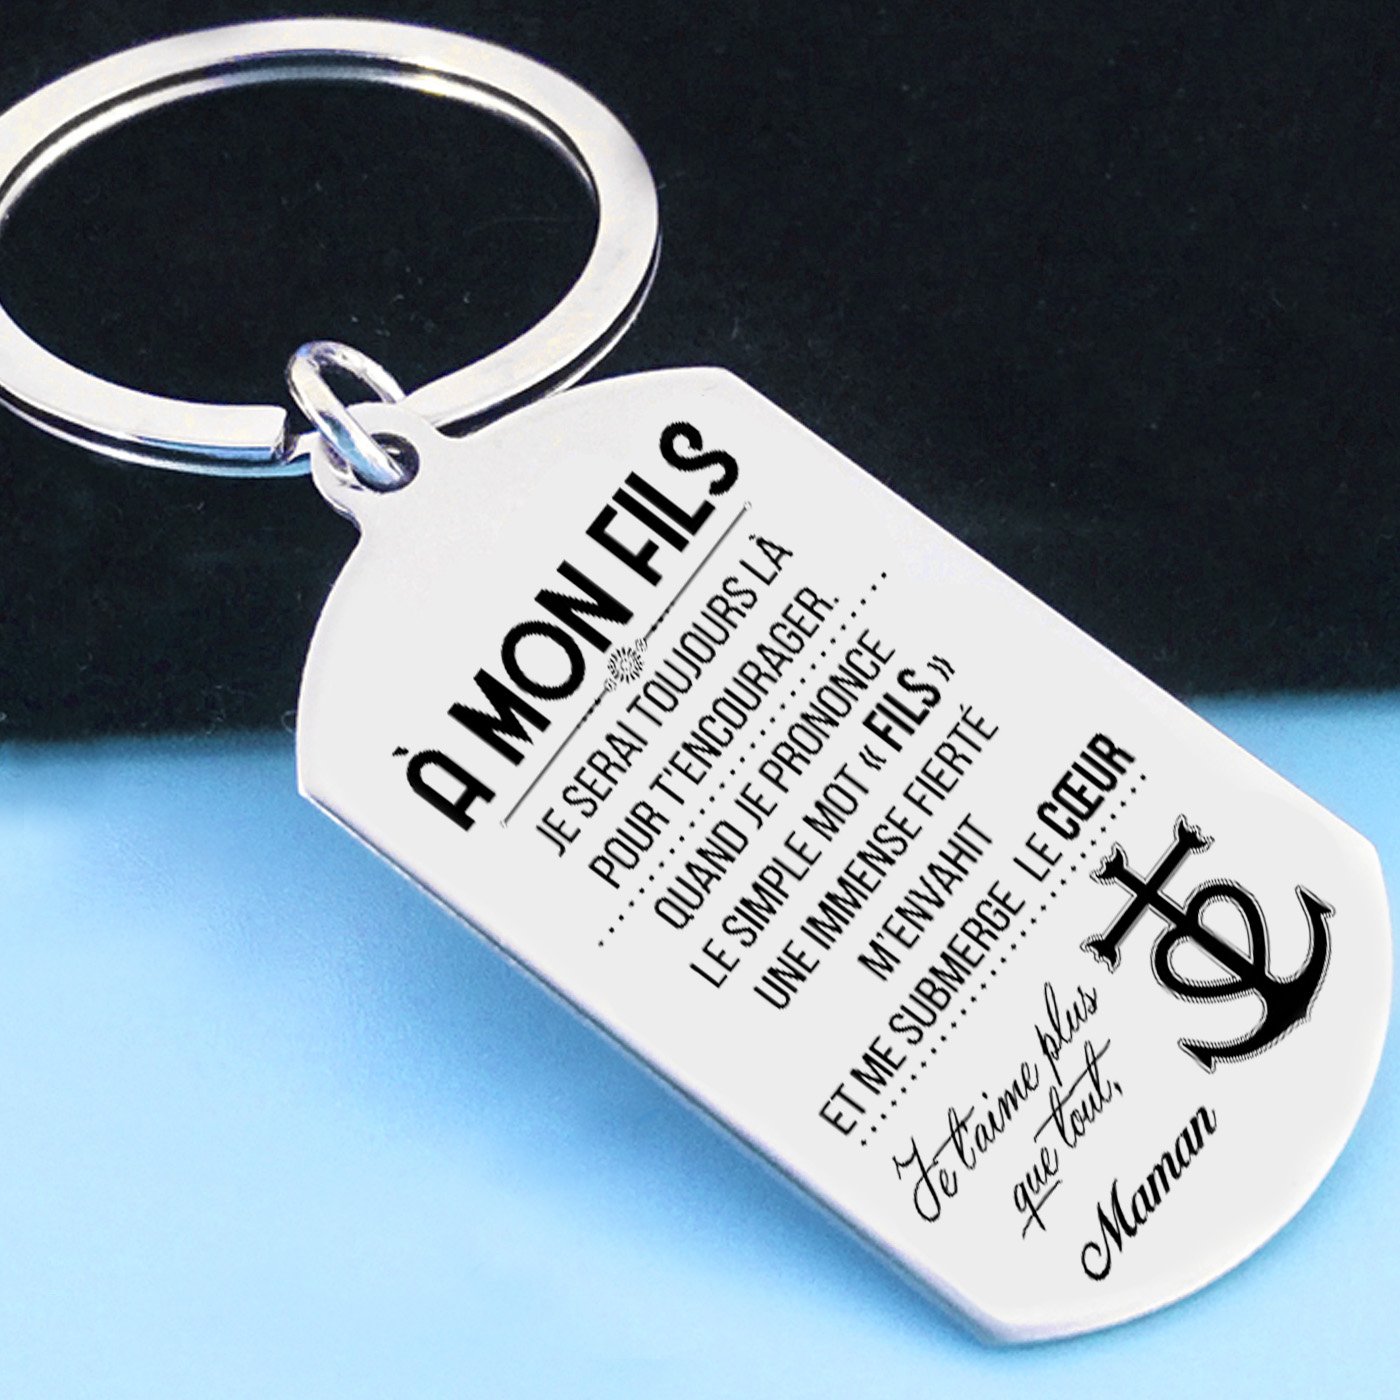 À MON FILS
JE SERAI TOUJOURS LÀ
POUR T'ENCOURAGER.
QUAND JE PRONONCE
LE SIMPLE MOT « FILS »
UNE IMMENSE FIERTÉ
M'ENVAHIT
ET ME SUBMERGE LE CŒUR
Je t'aime plus
que tout,
Maman